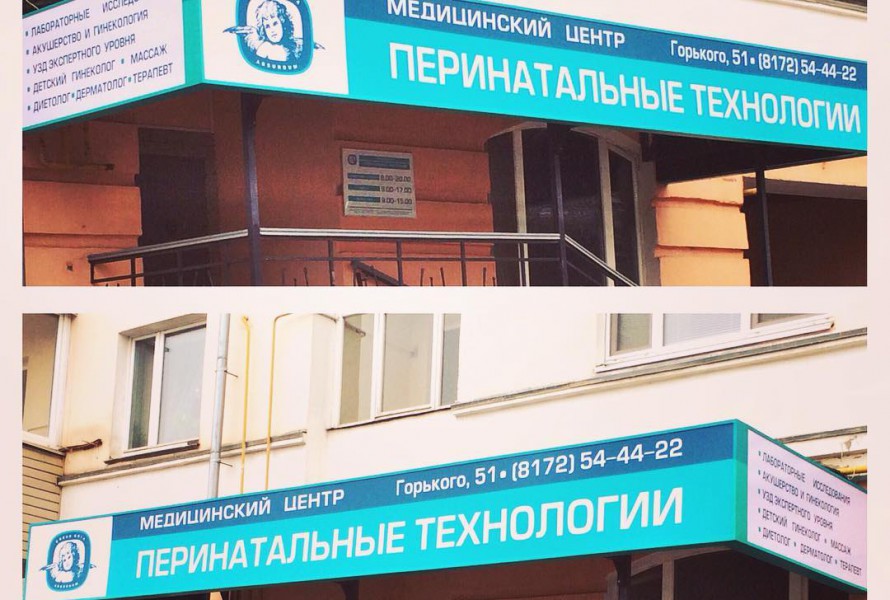 • ЛАБОРАТОРНЫЕ ИССЛЕДО
• АКУШЕРСТВО И ГИНЕКОЛОГИЯ
• УЗД ЭКСПЕРТНОГО УРОВНЯ
• ДЕТСКИЙ ГИНЕКОЛОГ • МАССАЖ
• ДИЕТОЛОГ • ДЕРМАТОЛОГ • ТЕРАПЕВТ
МЕДИЦИНСКИЙ ЦЕНТР
Горького, 51 • (8172) 54-44-22
ПЕРИНАТАЛЬНЫЕ ТЕХНОЛОГИИ
8.00-20.00
9.00-17.00
9.00-15.00
МЕДИЦИНСКИЙ ЦЕНТР
Горького, 51 • (8172) 54-44-22
ПЕРИНАТАЛЬНЫЕ ТЕХНОЛОГИИ
• ЛАБОРАТОРНЫЕ ИССЛЕДОВАНИЯ
• АКУШЕРСТВО И ГИНЕКОЛОГИЯ
• УЗД ЭКСПЕРТНОГО УРОВНЯ
• ДЕТСКИЙ ГИНЕКОЛОГ • МАССАЖ
• ДИЕТОЛОГ • ДЕРМАТОЛОГ • ТЕРАПЕВТ